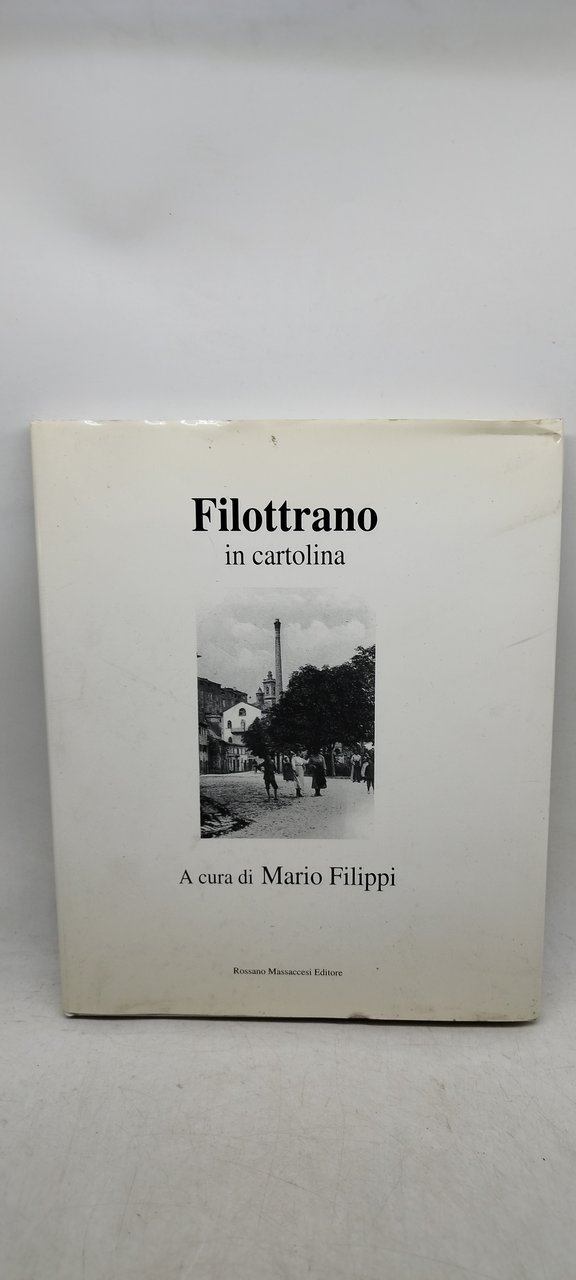 Filottrano
in cartolina
A cura di Mario Filippi
Rossano Massaccesi Editore